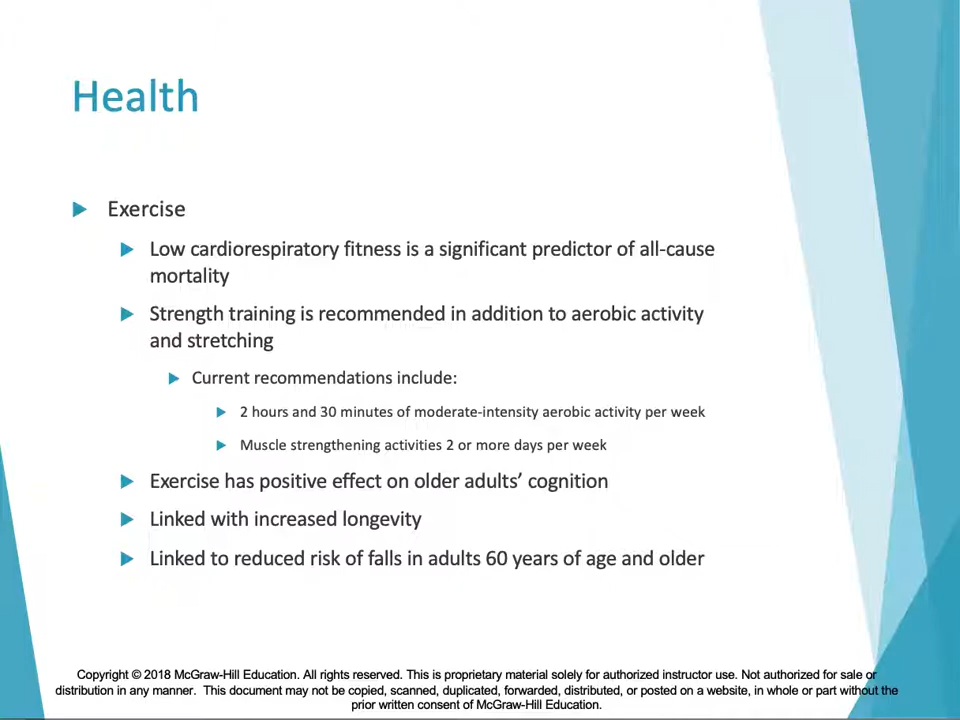 Health
Exercise
Low cardiorespiratory fitness is a significant predictor of all-cause
mortality
Strength training is recommended in addition to aerobic activity
and stretching
Current recommendations include:
2 hours and 30 minutes of moderate-intensity aerobic activity per week
Muscle strengthening activities 2 or more days per week
Exercise has positive effect on older adults’ cognition
Linked with increased longevity
Linked to reduced risk of falls in adults 60 years of age and older
Copyright © 2018 McGraw-Hill Education. All rights reserved. This is proprietary material solely for authorized instructor use. Not authorized for sale or
distribution in any manner. This document may not be copied, scanned, duplicated, forwarded, distributed, or posted on a website, in whole or part without the
prior written consent of McGraw-Hill Education.